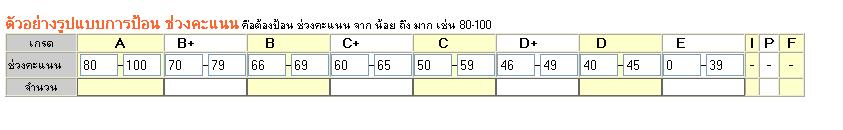 ตัวอย่างรูปแบบการป้อน ช่วงคะแนน คือต้องป้อน ช่วงคะแนน จาก น้อย ถึง มาก เช่น 80-100
เกรด A B+ B C+ C D+ D E I P F
ช่วงคะแนน 80 - 100 70 - 79 66 - 69 60 - 65 50 - 59 46 - 49 40 - 45 0 - 39 - - -
จำนวน